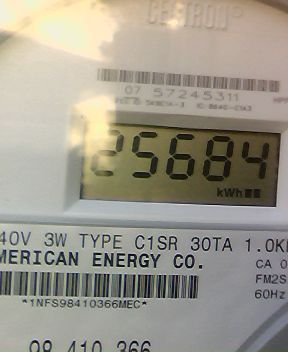 CENTRON®
07 57245311
25684
kWh
40V 3W TYPE C1SR 30TA 1.0K
MERICAN ENERGY CO.
CA 0
FM2S
60Hz
*1NFS98410366MEC*
98 410 366